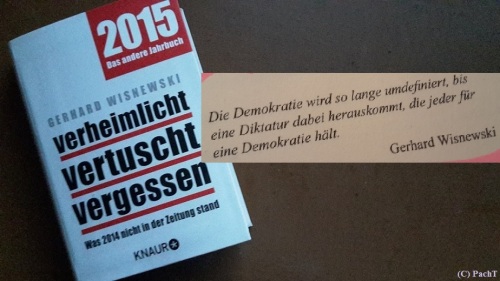 2015
Das andere Jahrbuch
GERHARD WISNEWSKI
verheimlicht
vertuscht
vergessen
Was 2014 nicht in der Zeitung stand
KNAUR
Die Demokratie wird so lange umdefiniert, bis
eine Diktatur dabei herauskommt, die jeder für
eine Demokratie hält.
Gerhard Wisnewski
(C) PachT